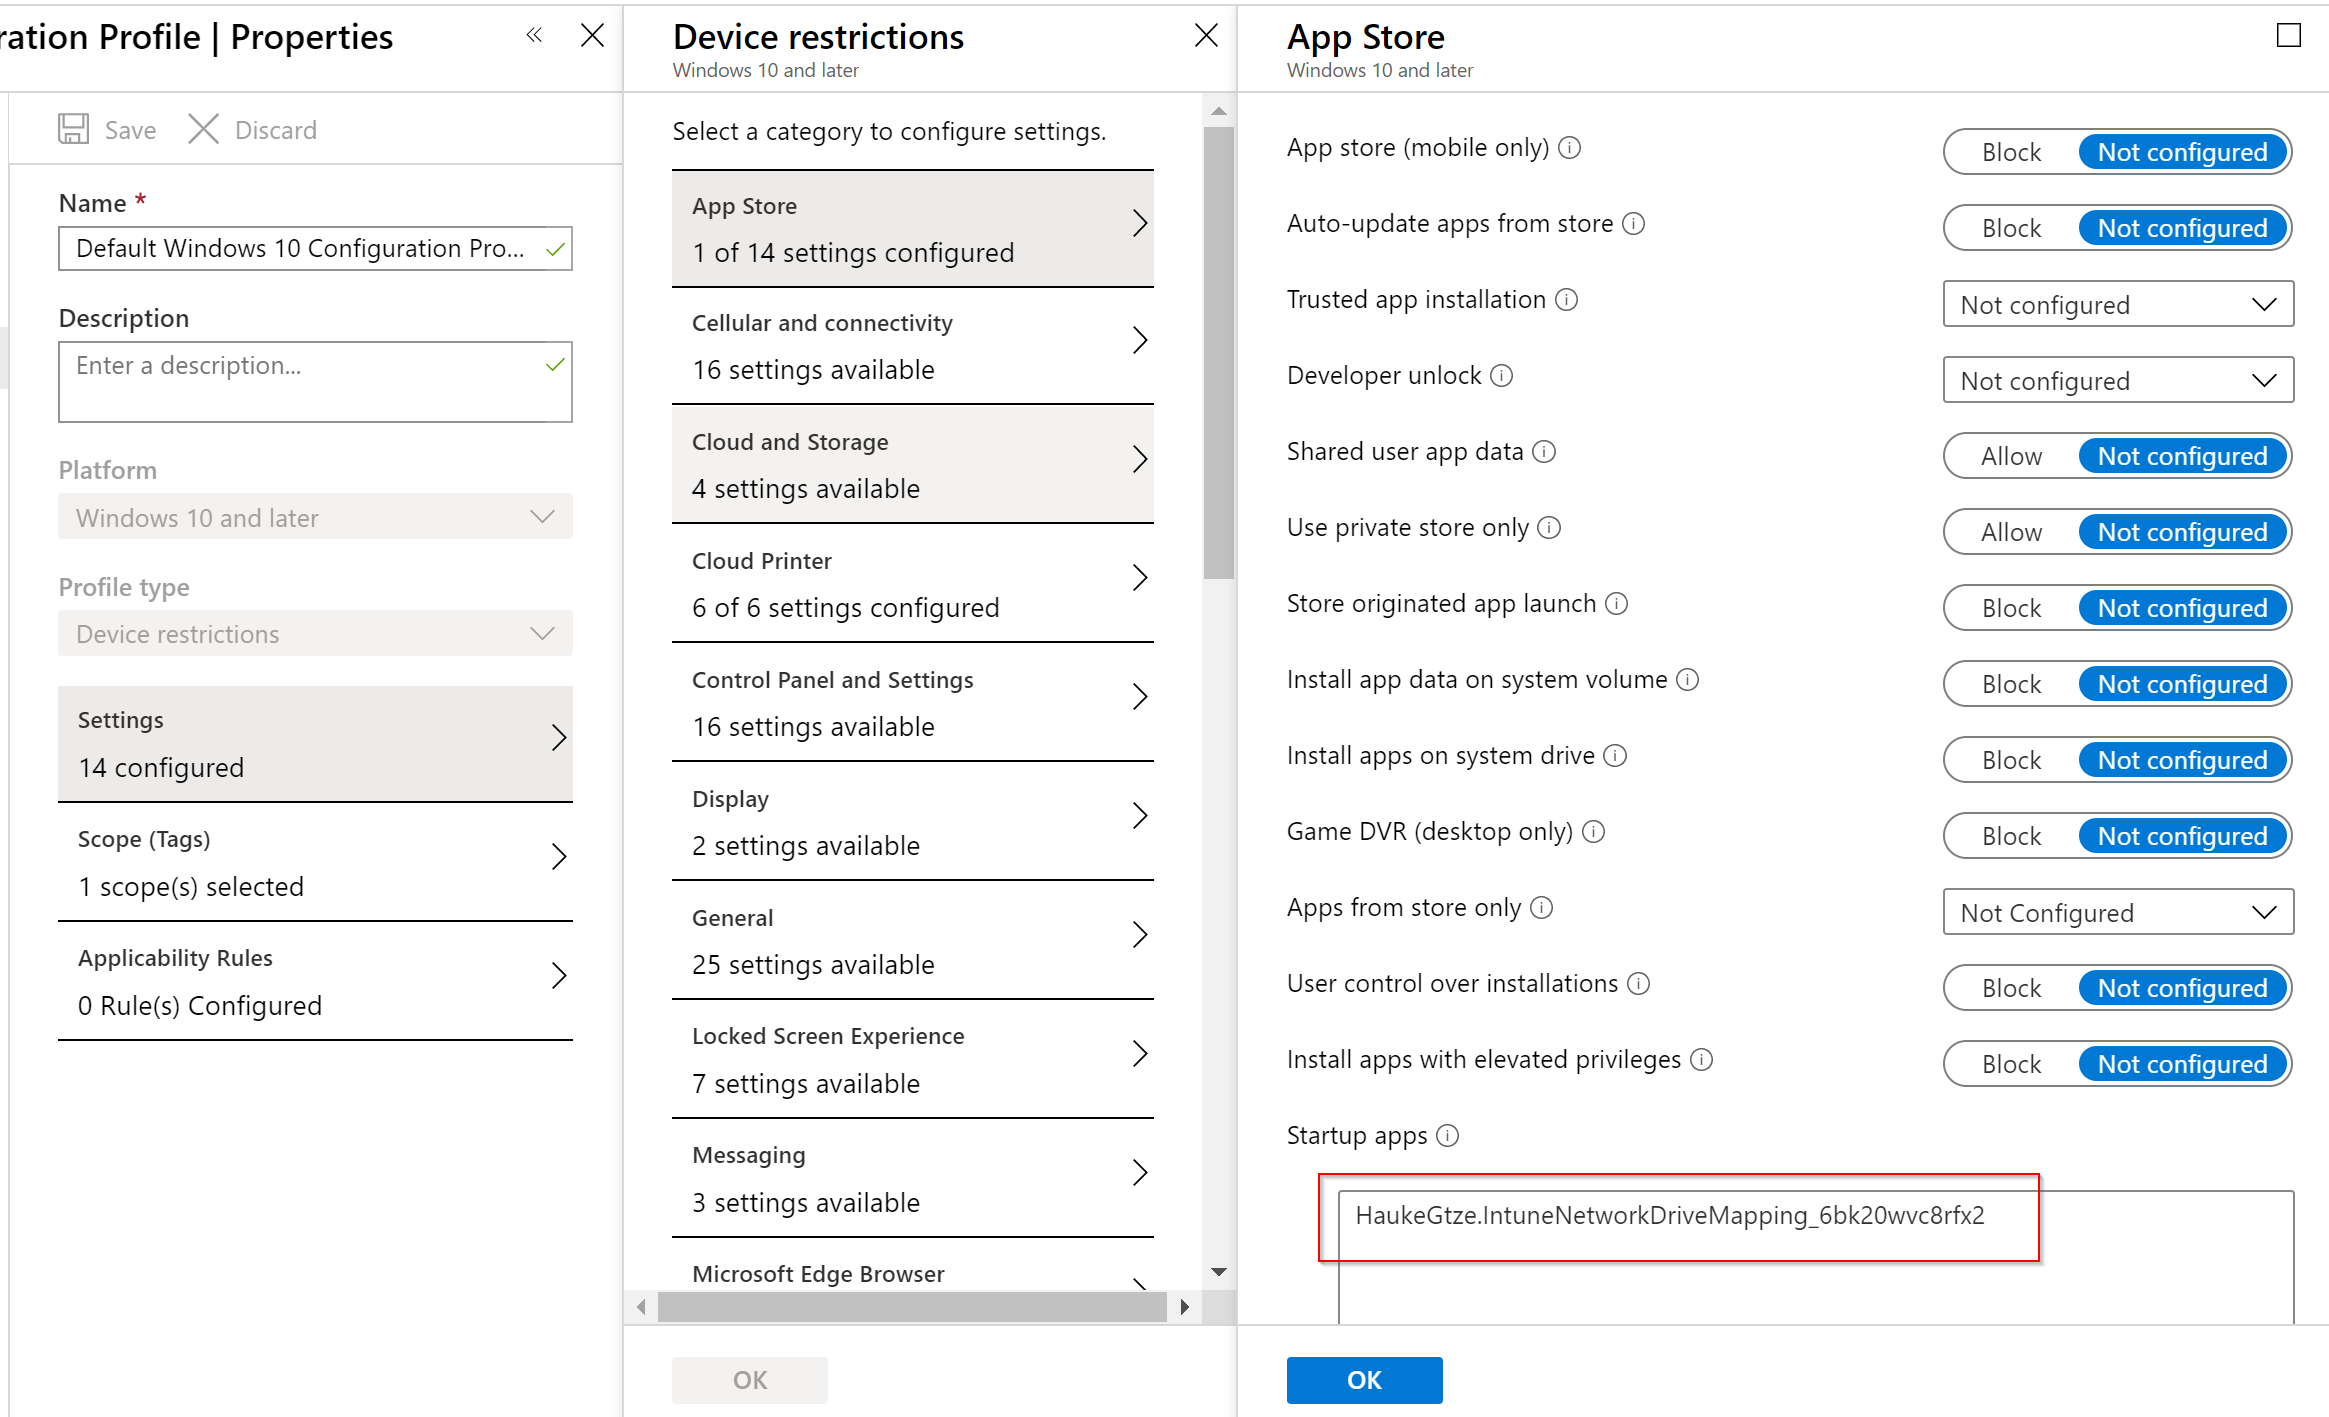 ration Profile | Properties
Save Discard
Name *
Default Windows 10 Configuration Pro...
Description
Enter a description...
Platform
Windows 10 and later
Profile type
Device restrictions
Settings
14 configured
Scope (Tags)
1 scope(s) selected
Applicability Rules
0 Rule(s) Configured
Device restrictions
Windows 10 and later
Select a category to configure settings.
App Store
1 of 14 settings configured
Cellular and connectivity
16 settings available
Cloud and Storage
4 settings available
Cloud Printer
6 of 6 settings configured
Control Panel and Settings
16 settings available
Display
2 settings available
General
25 settings available
Locked Screen Experience
7 settings available
Messaging
3 settings available
Microsoft Edge Browser
OK
App Store
Windows 10 and later
App store (mobile only) Block Not configured
Auto-update apps from store Block Not configured
Trusted app installation Not configured
Developer unlock Not configured
Shared user app data Allow Not configured
Use private store only Allow Not configured
Store originated app launch Block Not configured
Install app data on system volume Block Not configured
Install apps on system drive Block Not configured
Game DVR (desktop only) Block Not configured
Apps from store only Not Configured
User control over installations Block Not configured
Install apps with elevated privileges Block Not configured
Startup apps
HaukeGtze.IntuneNetworkDriveMapping_6bk20wvc8rfx2
OK